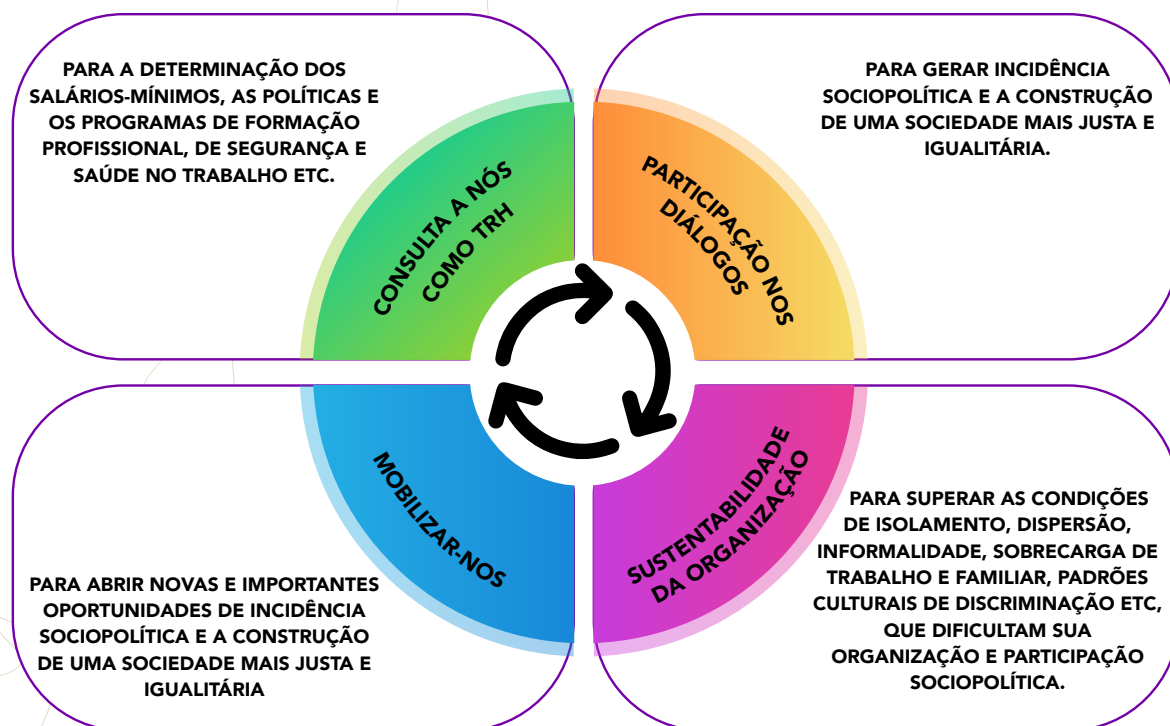 PARA A DETERMINAÇÃO DOS
SALÁRIOS-MÍNIMOS, AS POLÍTICAS E
OS PROGRAMAS DE FORMAÇÃO
PROFISSIONAL, DE SEGURANÇA E
SAÚDE NO TRABALHO ETC.
CONSULTA A NÓS
COMO TRH
PARTICIPAÇÃO NOS
DIÁLOGOS
PARA GERAR INCIDÊNCIA
SOCIOPOLÍTICA E A CONSTRUÇÃO
DE UMA SOCIEDADE MAIS JUSTA E
IGUALITÁRIA.
MOBILIZAR-NOS
PARA ABRIR NOVAS E IMPORTANTES
OPORTUNIDADES DE INCIDÊNCIA
SOCIOPOLÍTICA E A CONSTRUÇÃO
DE UMA SOCIEDADE MAIS JUSTA E
IGUALITÁRIA
SUSTENTABILIDADE
DA ORGANIZAÇÃO
PARA SUPERAR AS CONDIÇÕES
DE ISOLAMENTO, DISPERSÃO,
INFORMALIDADE, SOBRECARGA DE
TRABALHO E FAMILIAR, PADRÕES
CULTURAIS DE DISCRIMINAÇÃO ETC,
QUE DIFICULTAM SUA
ORGANIZAÇÃO E PARTICIPAÇÃO
SOCIOPOLÍTICA.